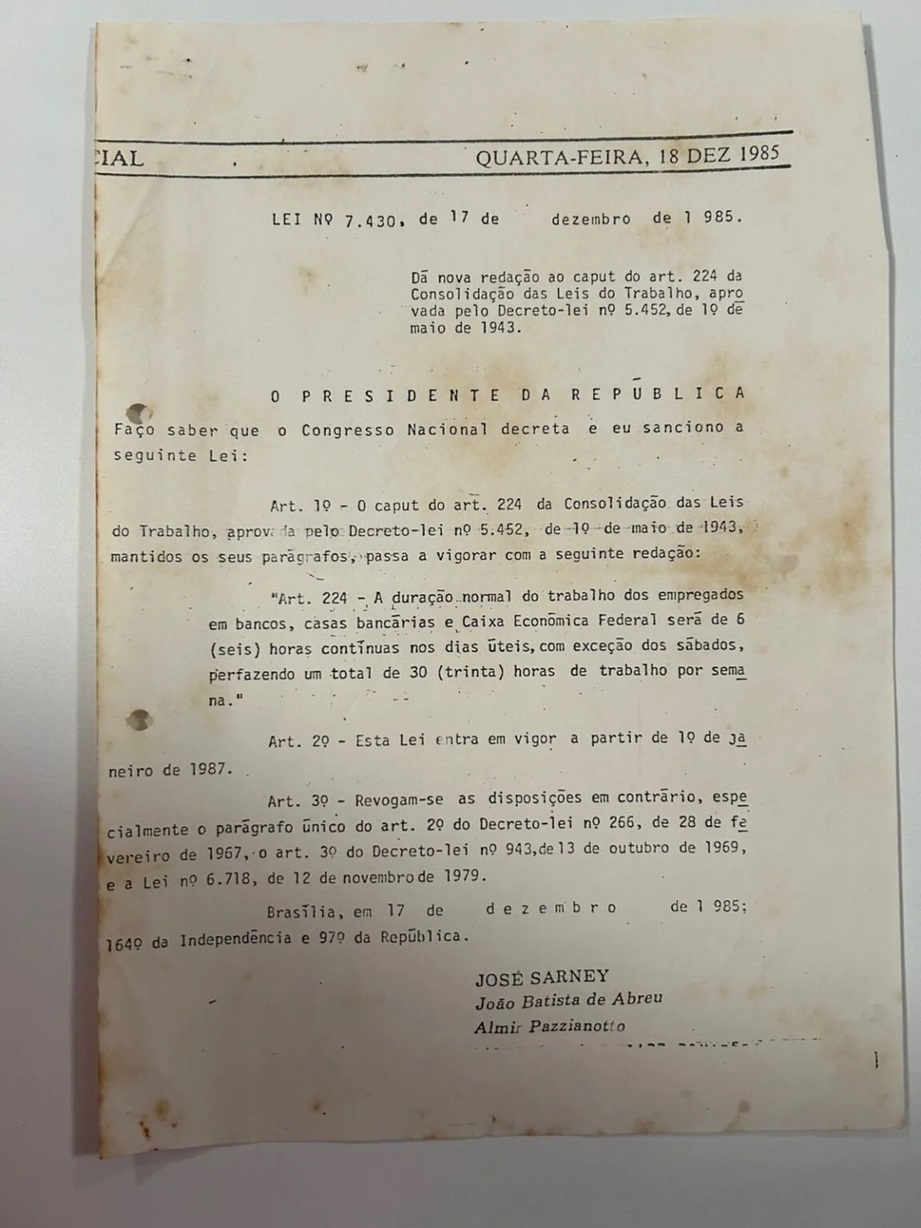 CIAL QUARTA-FEIRA, 18 DEZ 1985
LEI Nº 7.430, de 17 de dezembro de 1 985.
Dá nova redação ao caput do art. 224 da
Consolidação das Leis do Trabalho, apro
vada pelo Decreto-lei nº 5.452, de 1º de
maio de 1943.
O PRESIDENTE DA REPÚBLICA
Faço saber que o Congresso Nacional decreta e eu sanciono a
seguinte Lei:
Art. 1º - O caput do art. 224 da Consolidação das Leis
do Trabalho, aprovada pelo Decreto-lei nº 5.452, de 1º de maio de 1943,
mantidos os seus parágrafos, passa a vigorar com a seguinte redação:
"Art. 224 - A duração normal do trabalho dos empregados
em bancos, casas bancárias e Caixa Econômica Federal será de 6
(seis) horas contínuas nos dias úteis, com exceção dos sábados,
perfazendo um total de 30 (trinta) horas de trabalho por sema
na."
Art. 2º - Esta Lei entra em vigor a partir de 1º de ja
neiro de 1987.
Art. 3º - Revogam-se as disposições em contrário, espe
cialmente o parágrafo único do art. 2º do Decreto-lei nº 266, de 28 de fe
vereiro de 1967, o art. 3º do Decreto-lei nº 943, de 13 de outubro de 1969,
e a Lei nº 6.718, de 12 de novembro de 1979.
Brasília, em 17 de dezembro de 1 985;
164º da Independência e 97º da República.
JOSÉ SARNEY
João Batista de Abreu
Almir Pazzianotto